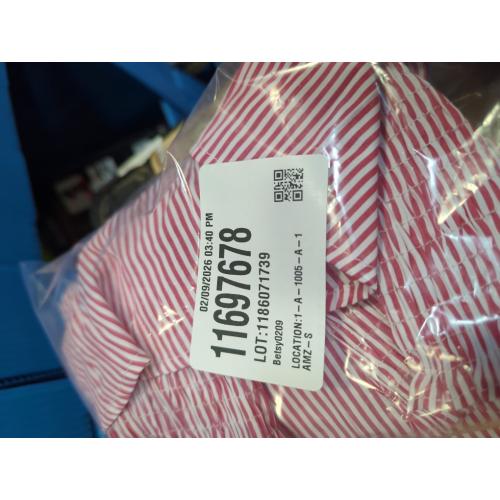 02/09/2026 03:40 PM
11697678
LOT:1186071739
Betsy0209
LOCATION:1-A-1005-A-1
AMZ-S